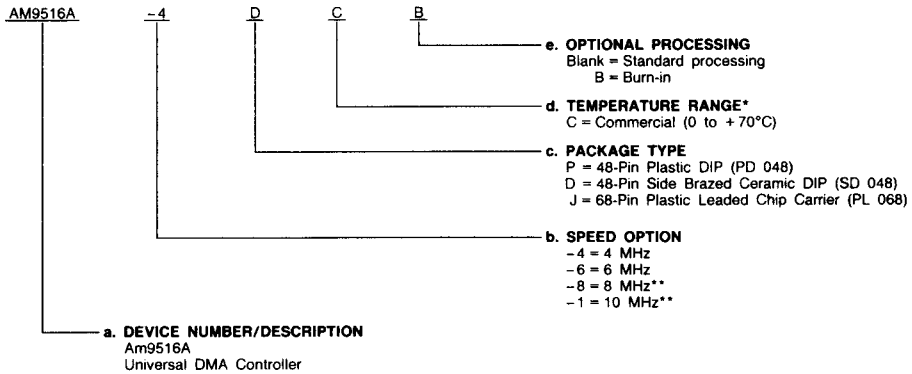 AM9516A -4 D C B
e. OPTIONAL PROCESSING
Blank = Standard processing
B = Burn-in
d. TEMPERATURE RANGE*
C = Commercial (0 to +70°C)
c. PACKAGE TYPE
P = 48-Pin Plastic DIP (PD 048)
D = 48-Pin Side Brazed Ceramic DIP (SD 048)
J = 68-Pin Plastic Leaded Chip Carrier (PL 068)
b. SPEED OPTION
-4 = 4 MHz
-6 = 6 MHz
-8 = 8 MHz**
-1 = 10 MHz**
a. DEVICE NUMBER/DESCRIPTION
Am9516A
Universal DMA Controller